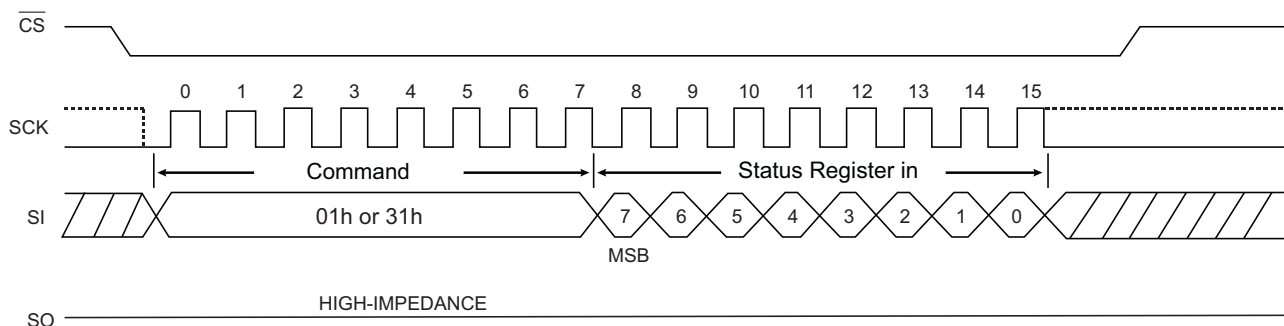 CS
0 1 2 3 4 5 6 7 8 9 10 11 12 13 14 15
SCK
Command Status Register in
SI 01h or 31h 7 6 5 4 3 2 1 0
MSB
HIGH-IMPEDANCE
SO